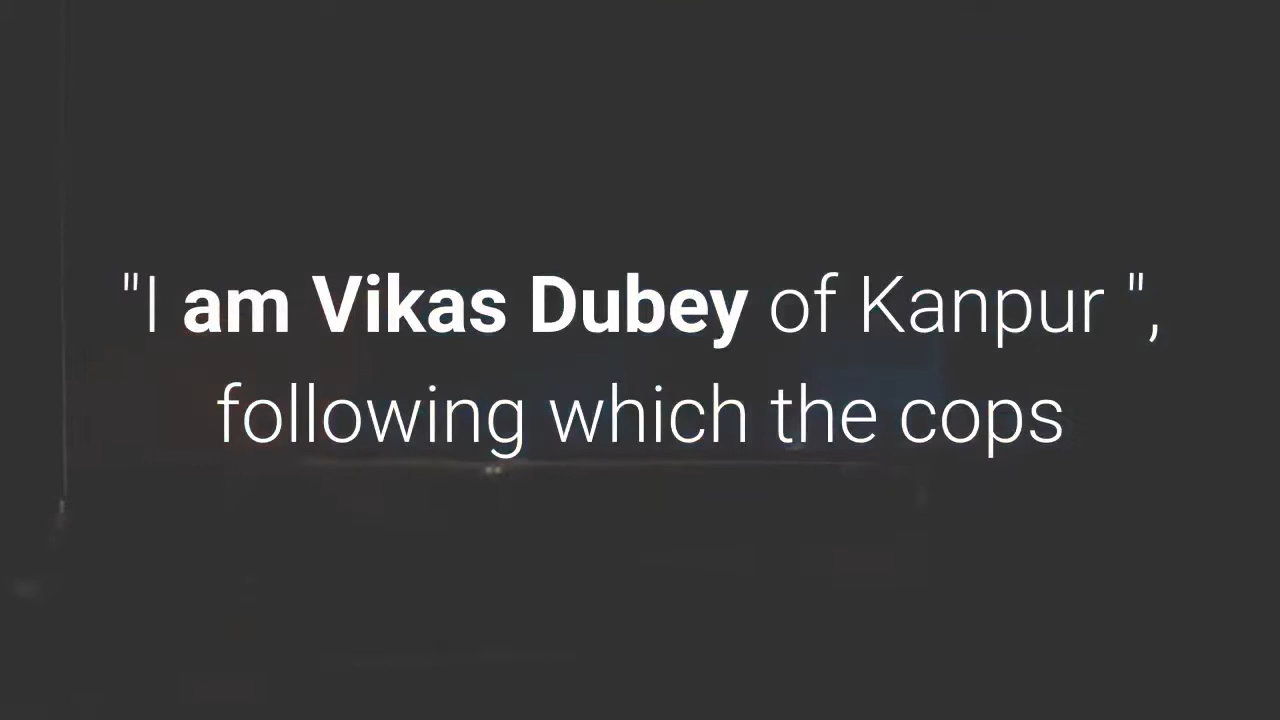 "I am Vikas Dubey of Kanpur ",
following which the cops